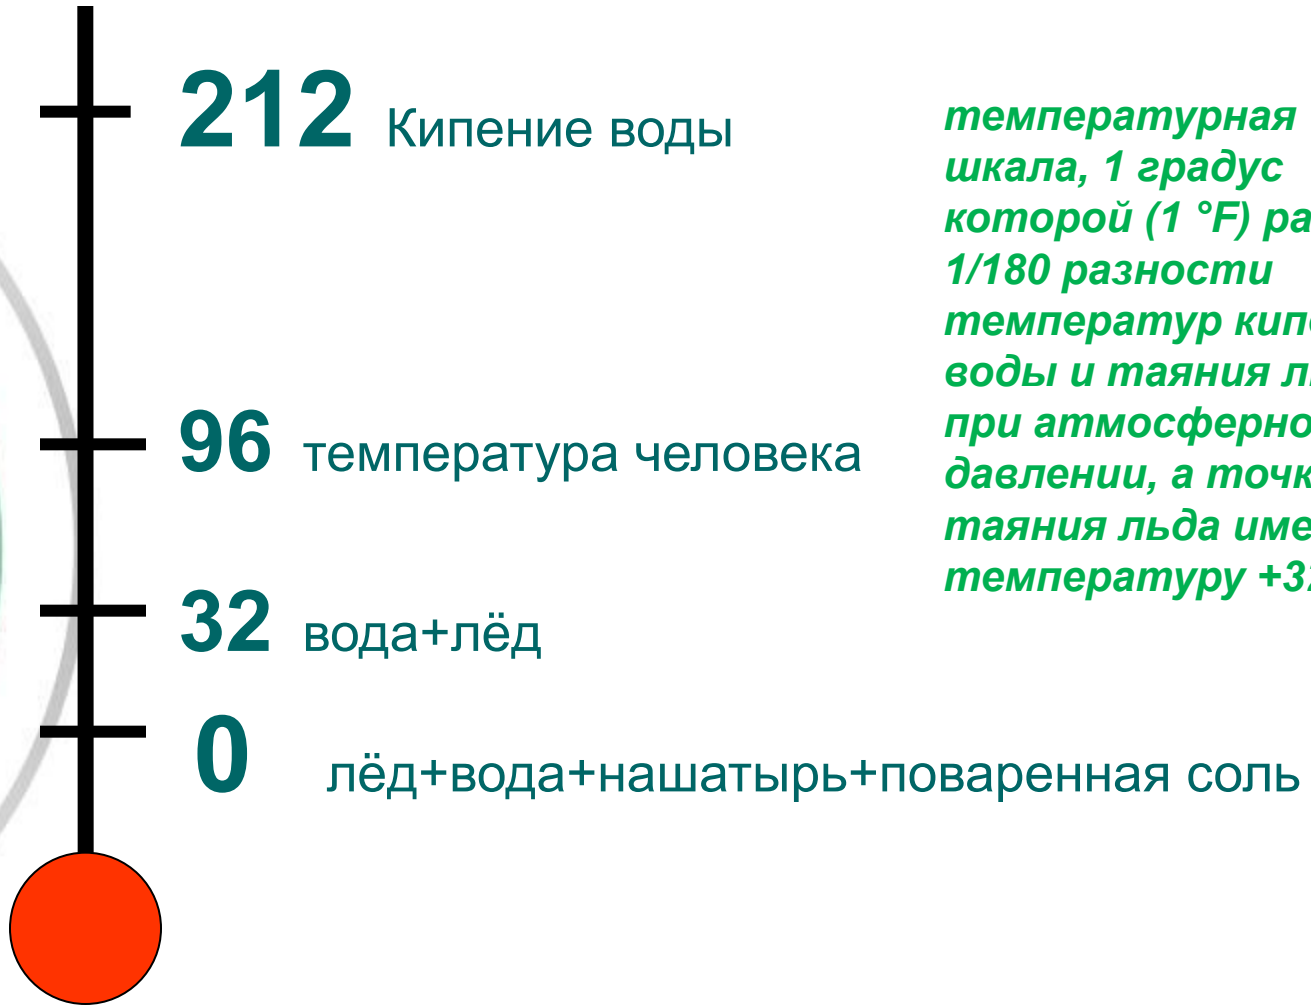 212 Кипение воды
96 температура человека
32 вода+лёд
0 лёд+вода+нашатырь+поваренная соль
температурная
шкала, 1 градус
которой (1 °F)
1/180 разности
температур
воды и таяния
при
давлении, а
таяния льда
температуру